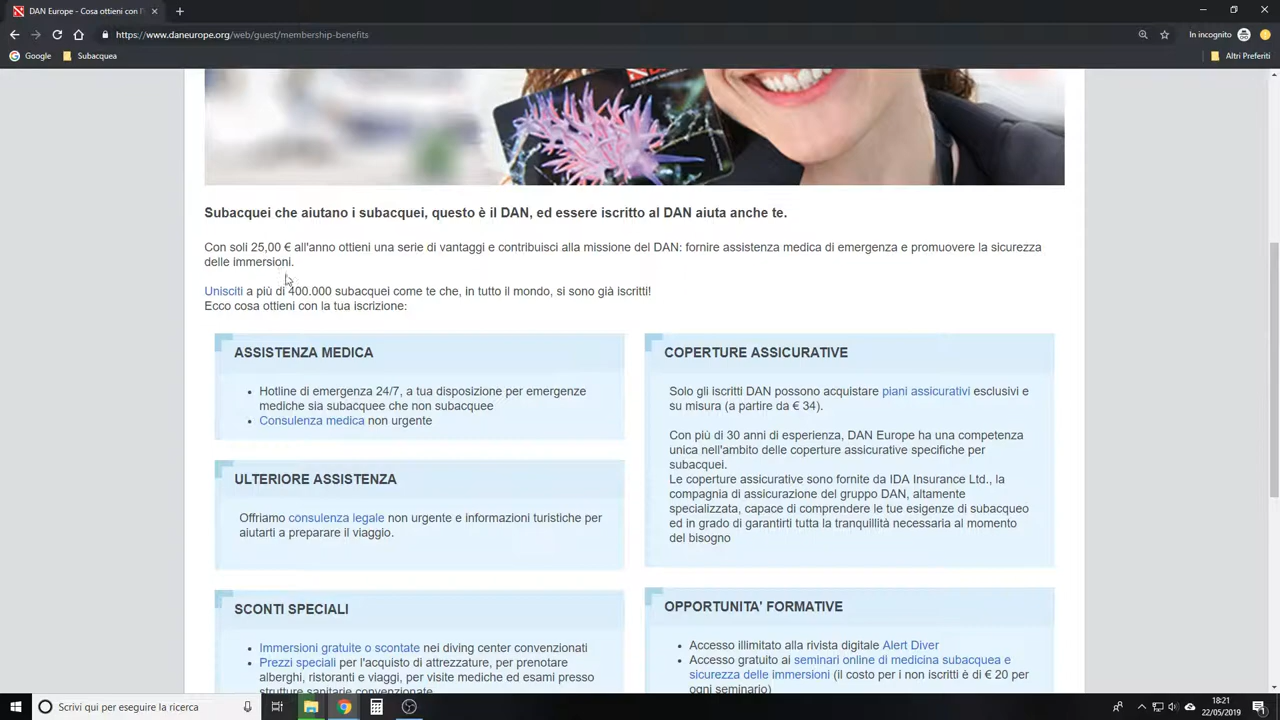 DAN Europe - Cosa ottieni con l'i
https://www.daneurope.org/web/guest/membership-benefits
In incognito
Google
Subacquea
Altri Preferiti
Subacquei che aiutano i subacquei, questo è il DAN, ed essere iscritto al DAN aiuta anche te.
Con soli 25,00 € all'anno ottieni una serie di vantaggi e contribuisci alla missione del DAN: fornire assistenza medica di emergenza e promuovere la sicurezza
delle immersioni.
Unisciti a più di 400.000 subacquei come te che, in tutto il mondo, si sono già iscritti!
Ecco cosa ottieni con la tua iscrizione:
ASSISTENZA MEDICA
Hotline di emergenza 24/7, a tua disposizione per emergenze
mediche sia subacquee che non subacquee
Consulenza medica non urgente
ULTERIORE ASSISTENZA
Offriamo consulenza legale non urgente e informazioni turistiche per
aiutarti a preparare il viaggio.
SCONTI SPECIALI
Immersioni gratuite o scontate nei diving center convenzionati
Prezzi speciali per l'acquisto di attrezzature, per prenotare
alberghi, ristoranti e viaggi, per visite mediche ed esami presso
strutture sanitarie convenzionate
COPERTURE ASSICURATIVE
Solo gli iscritti DAN possono acquistare piani assicurativi esclusivi e
su misura (a partire da € 34).
Con più di 30 anni di esperienza, DAN Europe ha una competenza
unica nell'ambito delle coperture assicurative specifiche per
subacquei.
Le coperture assicurative sono fornite da IDA Insurance Ltd., la
compagnia di assicurazione del gruppo DAN, altamente
specializzata, capace di comprendere le tue esigenze di subacqueo
ed in grado di garantirti tutta la tranquillità necessaria al momento
del bisogno
OPPORTUNITA' FORMATIVE
Accesso illimitato alla rivista digitale Alert Diver
Accesso gratuito ai seminari online di medicina subacquea e
sicurezza delle immersioni (il costo per i non iscritti è di € 20 per
ogni seminario)
Scrivi qui per eseguire la ricerca
18:21
22/05/2019